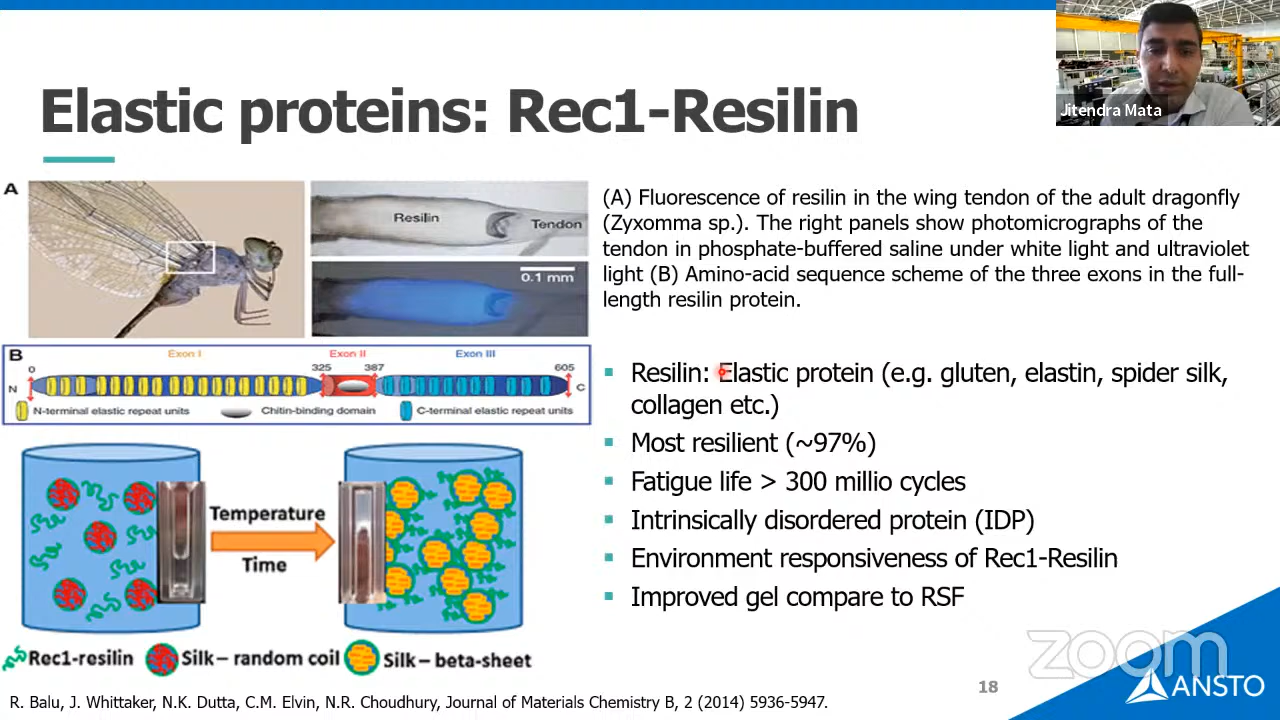 Jitendra Mata
Elastic proteins: Rec1-Resilin
A
Resilin
Tendon
0.1 mm
(A) Fluorescence of resilin in the wing tendon of the adult dragonfly
(Zyxomma sp.). The right panels show photomicrographs of the
tendon in phosphate-buffered saline under white light and ultraviolet
light (B) Amino-acid sequence scheme of the three exons in the full-
length resilin protein.
B
Exon I
Exon II
Exon III
0
325
387
605
N
C
N-terminal elastic repeat units
Chitin-binding domain
C-terminal elastic repeat units
Resilin: Elastic protein (e.g. gluten, elastin, spider silk,
collagen etc.)
Most resilient (~97%)
Fatigue life > 300 millio cycles
Intrinsically disordered protein (IDP)
Environment responsiveness of Rec1-Resilin
Improved gel compare to RSF
Temperature
Time
Rec1-resilin
Silk – random coil
Silk – beta-sheet
R. Balu, J. Whittaker, N.K. Dutta, C.M. Elvin, N.R. Choudhury, Journal of Materials Chemistry B, 2 (2014) 5936-5947.
18
zoom
ANSTO